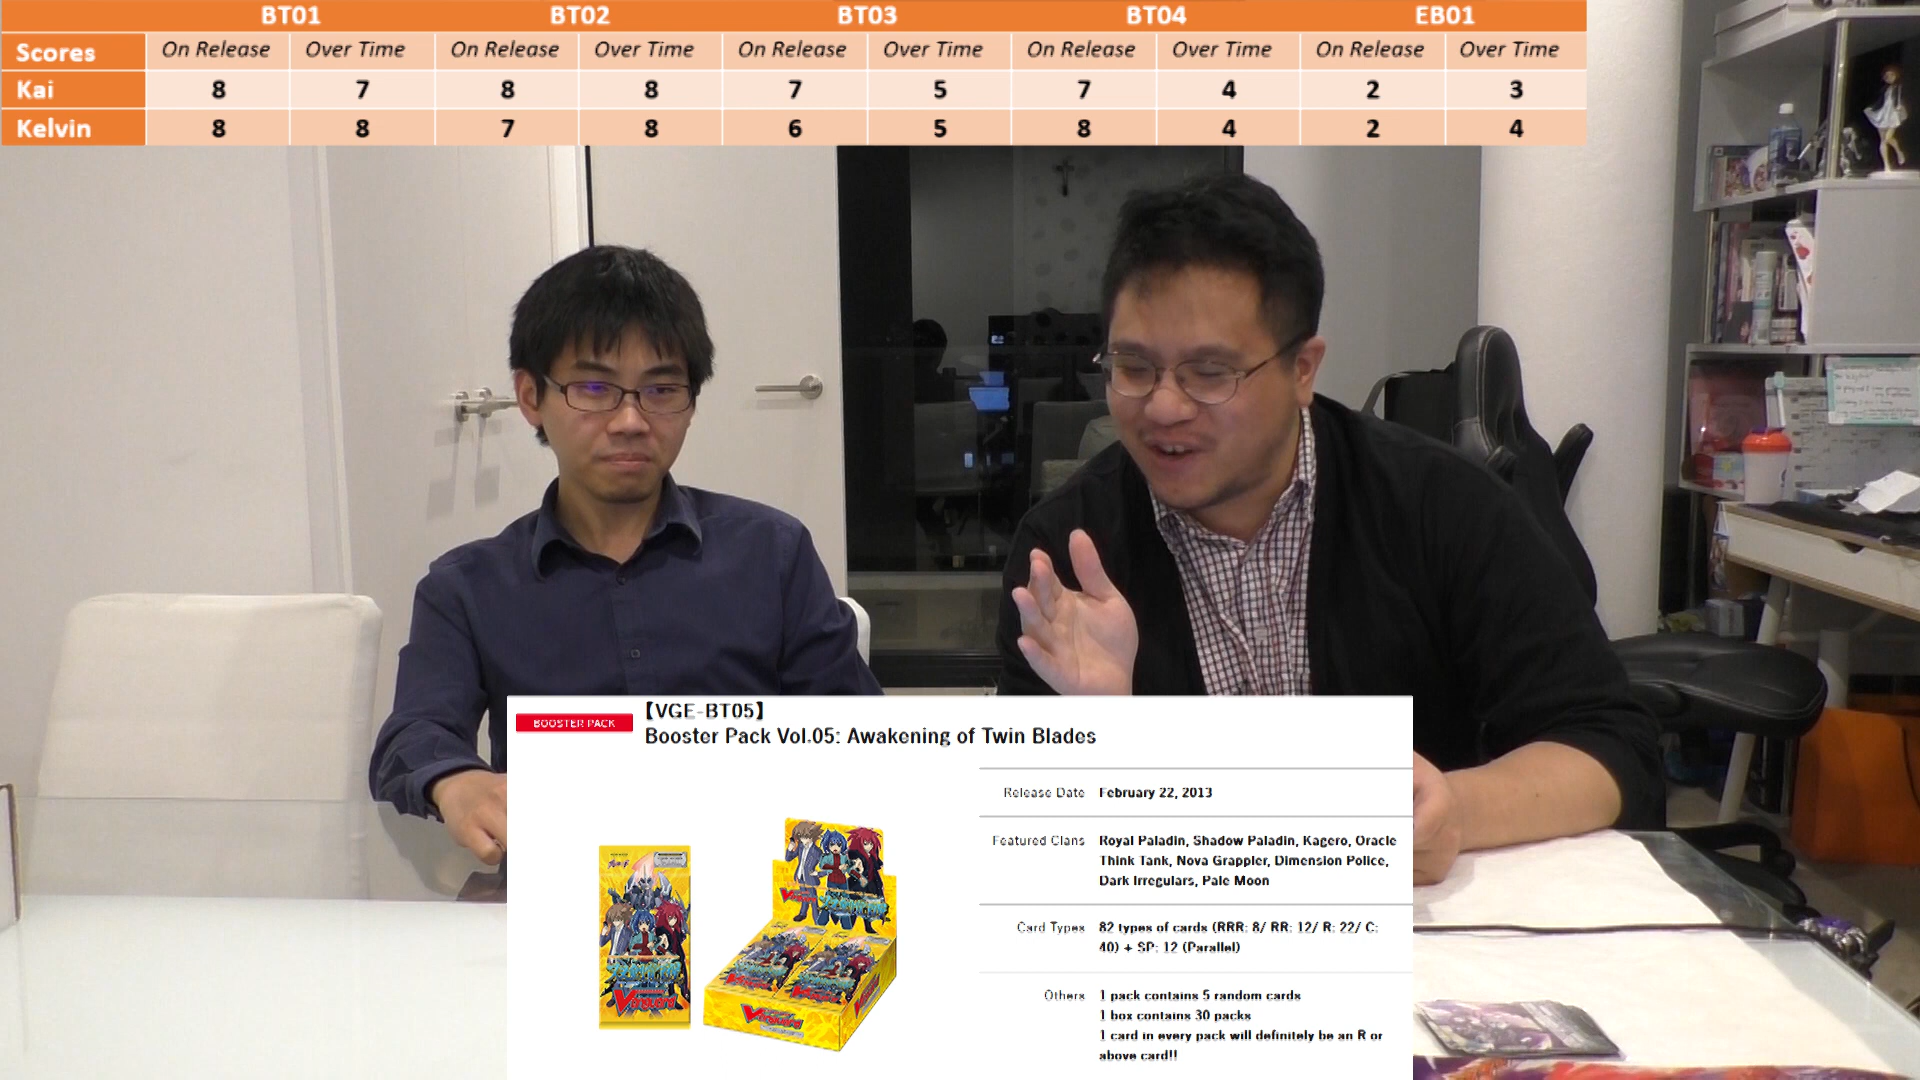 BT01 BT02 BT03 BT04 EB01
Scores On Release Over Time On Release Over Time On Release Over Time On Release Over Time On Release Over Time
Kai 8 7 8 8 7 5 7 4 2 3
Kelvin 8 8 7 8 6 5 8 4 2 4
BOOSTER PACK
【VGE-BT05】
Booster Pack Vol.05: Awakening of Twin Blades
Release Date February 22, 2013
Featured Clans Royal Paladin, Shadow Paladin, Kagero, Oracle
Think Tank, Nova Grappler, Dimension Police,
Dark Irregulars, Pale Moon
Card Types 82 types of cards (RRR: 8/ RR: 12/ R: 22/ C:
40) + SP: 12 (Parallel)
Others 1 pack contains 5 random cards
1 box contains 30 packs
1 card in every pack will definitely be an R or
above card!!
Vanguard
Vanguard